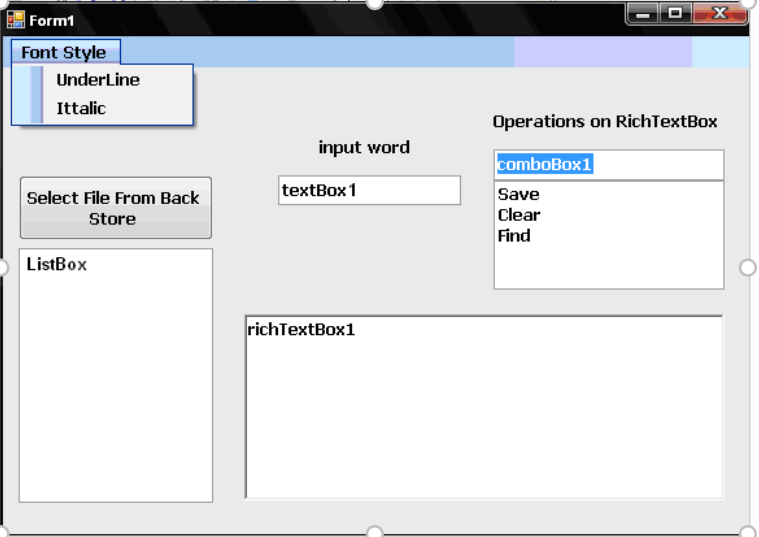 Form1
Font Style
UnderLine
Ittalic
Operations on RichTextBox
input word
comboBox1
textBox1
Select File From Back
Store
Save
Clear
Find
ListBox
richTextBox1